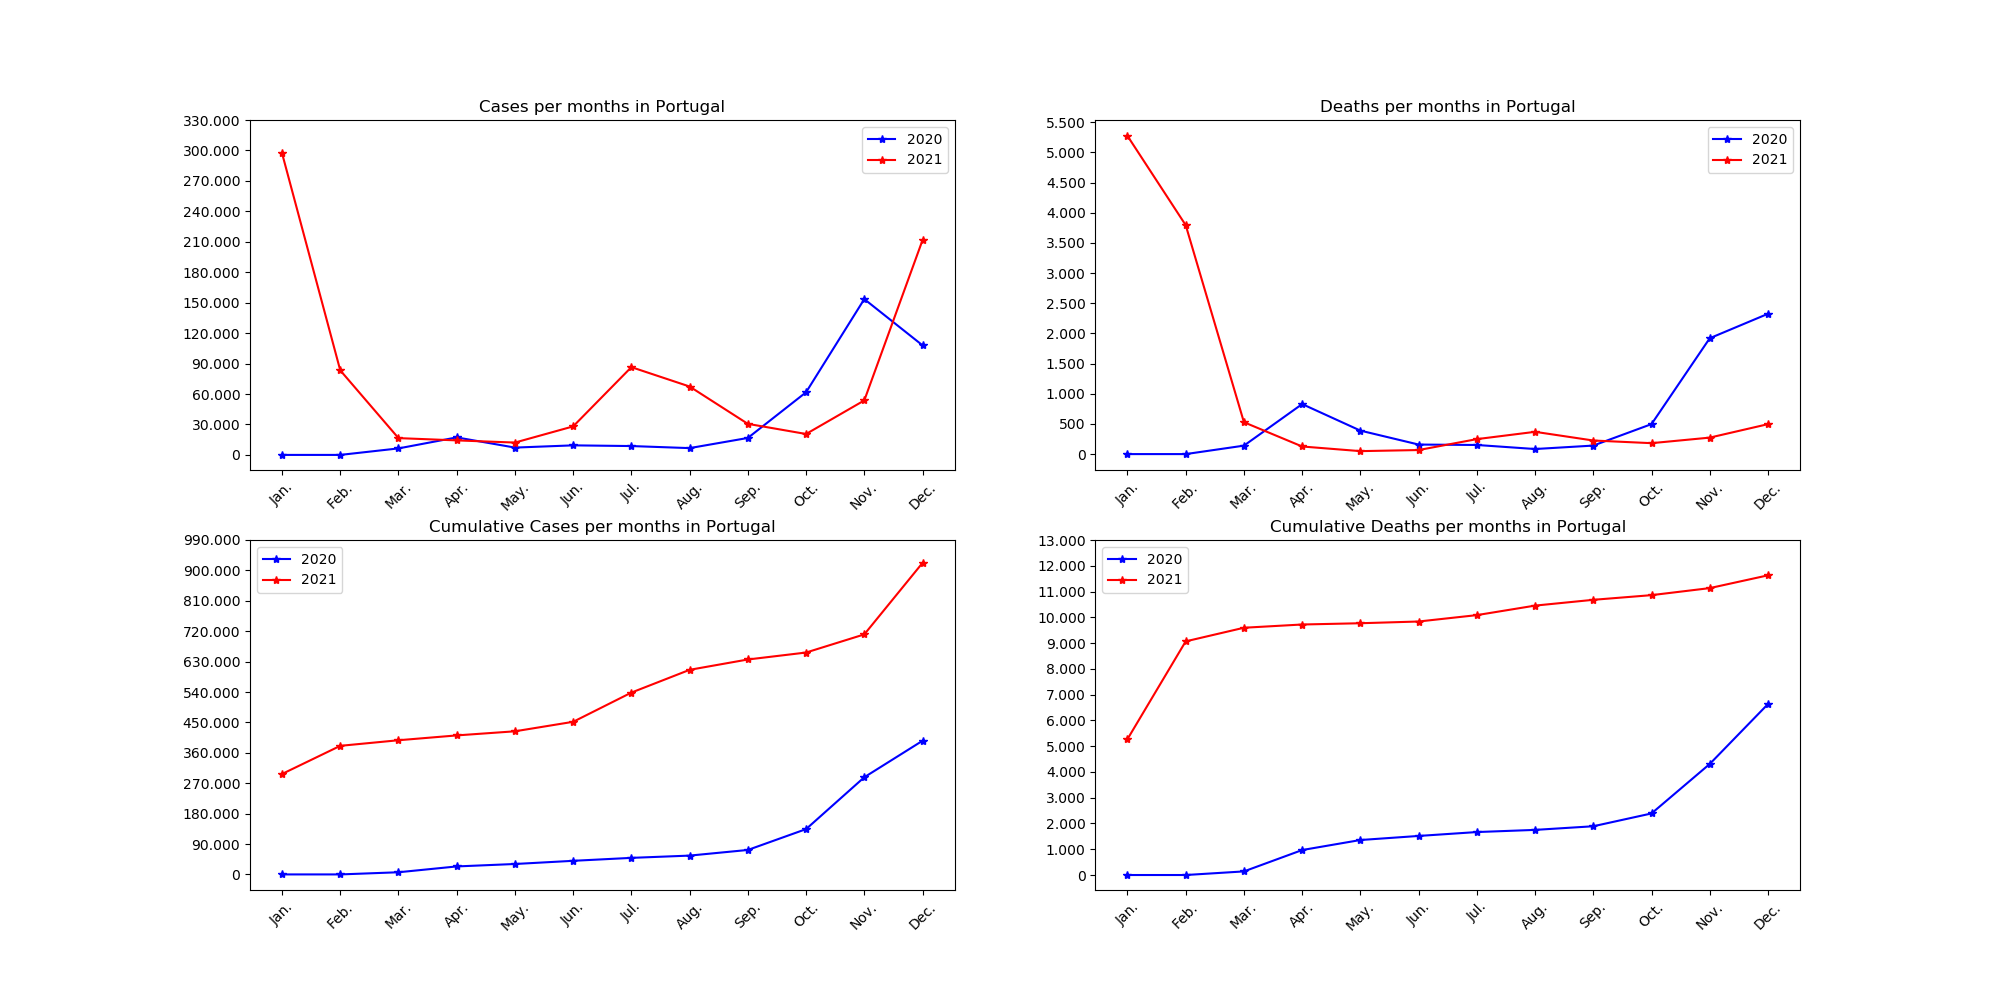 Cases per months in Portugal
330.000
300.000
270.000
240.000
210.000
180.000
150.000
120.000
90.000
60.000
30.000
0
2020
2021
Jan.
Feb.
Mar.
Apr.
May.
Jun.
Jul.
Aug.
Sep.
Oct.
Nov.
Dec.
Deaths per months in Portugal
5.500
5.000
4.500
4.000
3.500
3.000
2.500
2.000
1.500
1.000
500
0
2020
2021
Jan.
Feb.
Mar.
Apr.
May.
Jun.
Jul.
Aug.
Sep.
Oct.
Nov.
Dec.
Cumulative Cases per months in Portugal
990.000
900.000
810.000
720.000
630.000
540.000
450.000
360.000
270.000
180.000
90.000
0
2020
2021
Jan.
Feb.
Mar.
Apr.
May.
Jun.
Jul.
Aug.
Sep.
Oct.
Nov.
Dec.
Cumulative Deaths per months in Portugal
13.000
12.000
11.000
10.000
9.000
8.000
7.000
6.000
5.000
4.000
3.000
2.000
1.000
0
2020
2021
Jan.
Feb.
Mar.
Apr.
May.
Jun.
Jul.
Aug.
Sep.
Oct.
Nov.
Dec.